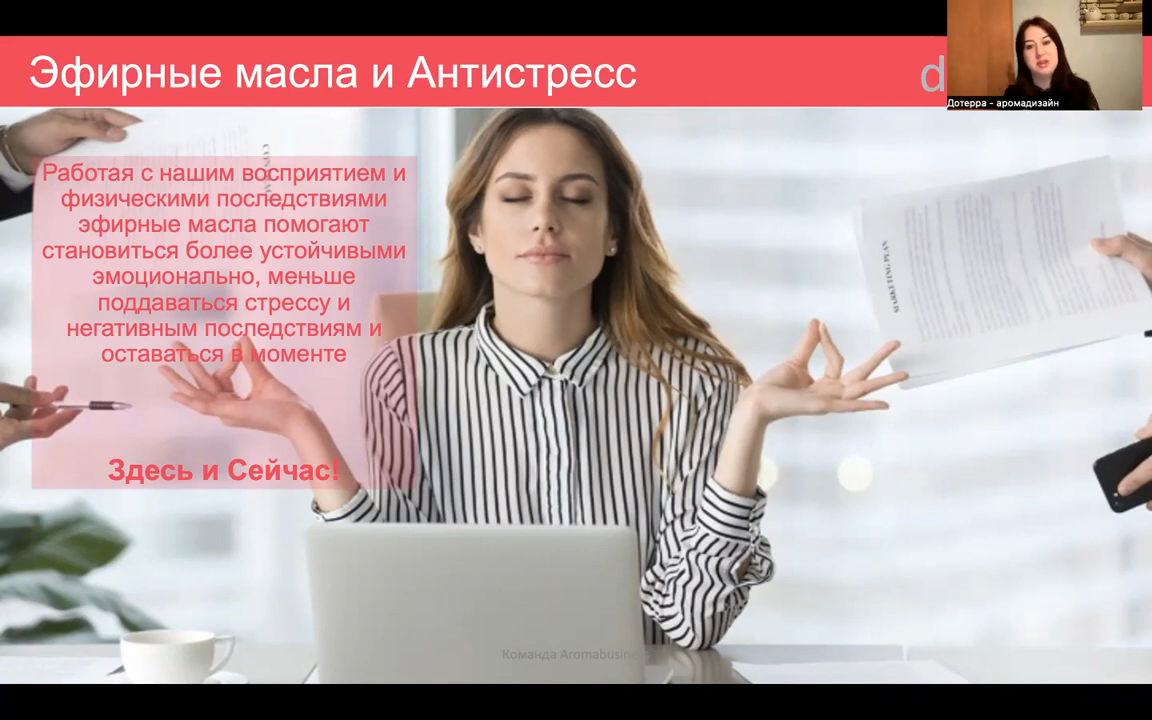 Эфирные масла и Антистресс
d
Дотерра - аромадизайн
Работая с нашим восприятием и
физическими последствиями
эфирные масла помогают
становиться более устойчивыми
эмоционально, меньше
поддаваться стрессу и
негативным последствиям и
оставаться в моменте
Здесь и Сейчас!
MARKETING PLAN
Команда Aromabusine